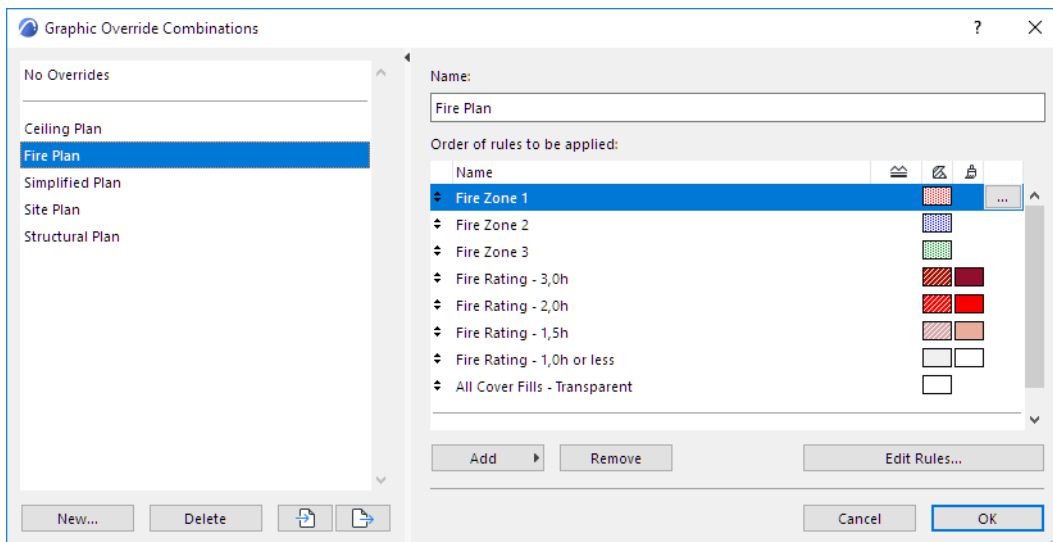 Graphic Override Combinations
?
No Overrides
Ceiling Plan
Fire Plan
Simplified Plan
Site Plan
Structural Plan
New...
Delete
Name:
Fire Plan
Order of rules to be applied:
Name
Fire Zone 1
...
Fire Zone 2
Fire Zone 3
Fire Rating - 3,0h
Fire Rating - 2,0h
Fire Rating - 1,5h
Fire Rating - 1,0h or less
All Cover Fills - Transparent
Add
Remove
Edit Rules...
Cancel
OK